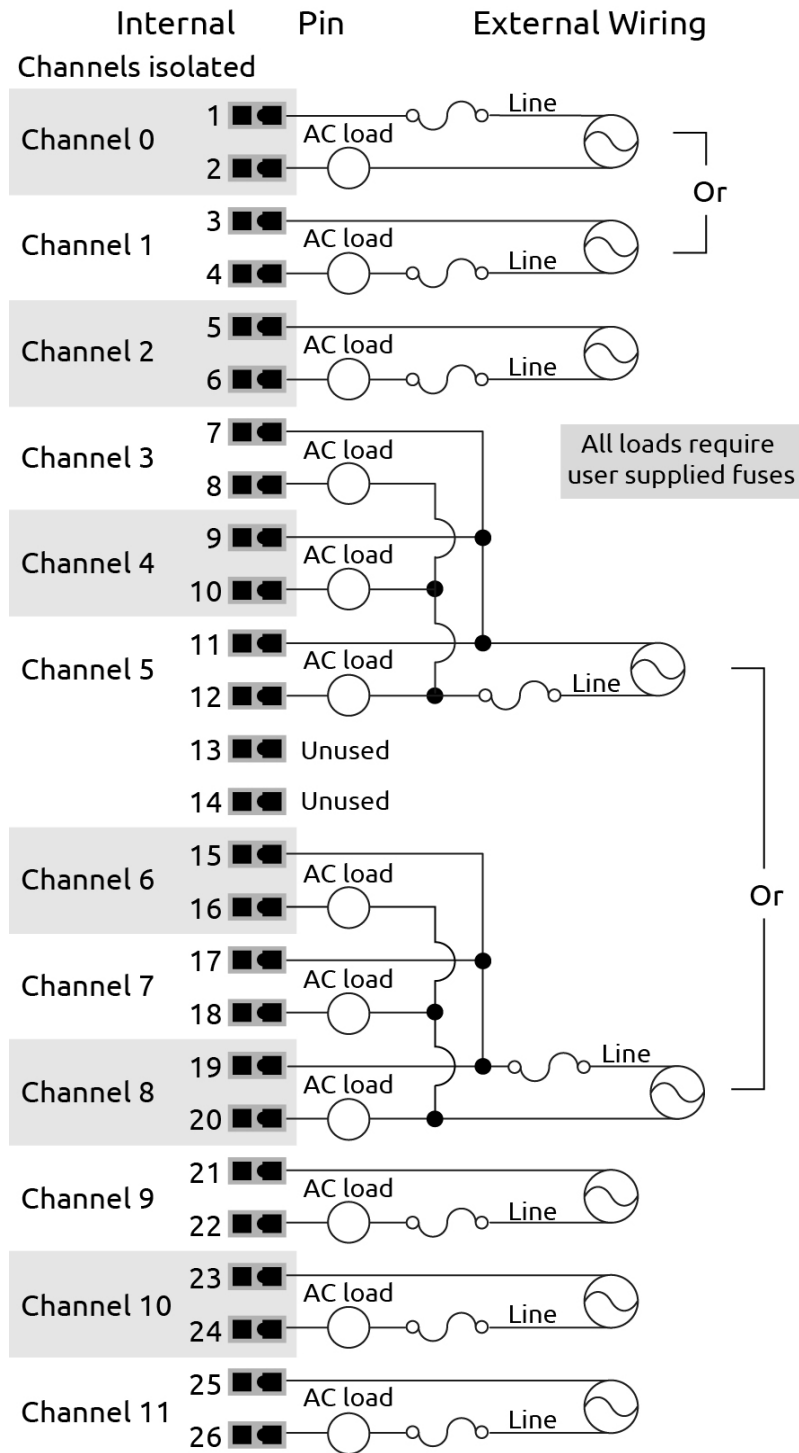 Internal Pin External Wiring
Channels isolated
Channel 0
1
Line
AC load
2
Or
Channel 1
3
AC load
4
Line
Channel 2
5
AC load
6
Line
Channel 3
7
AC load
8
All loads require
user supplied fuses
Channel 4
9
AC load
10
Channel 5
11
AC load
12
Line
13 Unused
14 Unused
Channel 6
15
AC load
16
Or
Channel 7
17
AC load
18
Channel 8
19
Line
AC load
20
Channel 9
21
AC load
22
Line
Channel 10
23
AC load
24
Line
Channel 11
25
AC load
26
Line